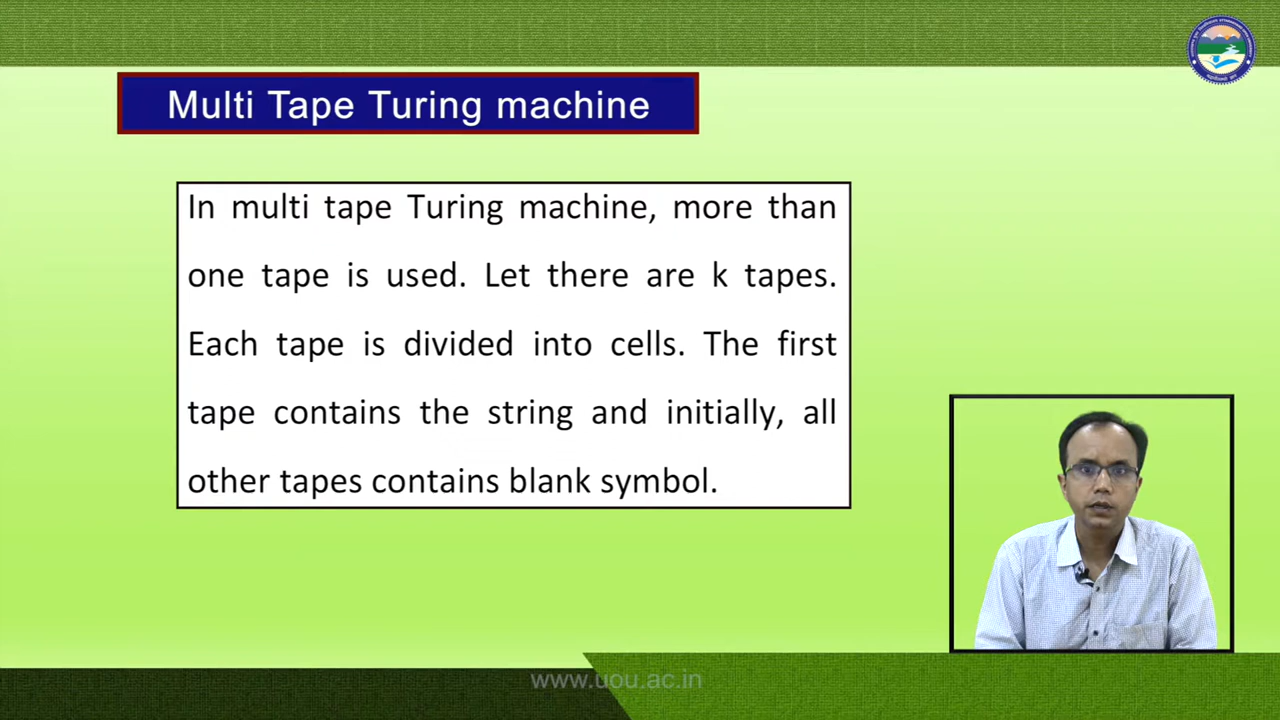 Multi Tape Turing machine
In multi tape Turing machine, more than
one tape is used. Let there are k tapes.
Each tape is divided into cells. The first
tape contains the string and initially, all
other tapes contains blank symbol.
www.uou.ac.in